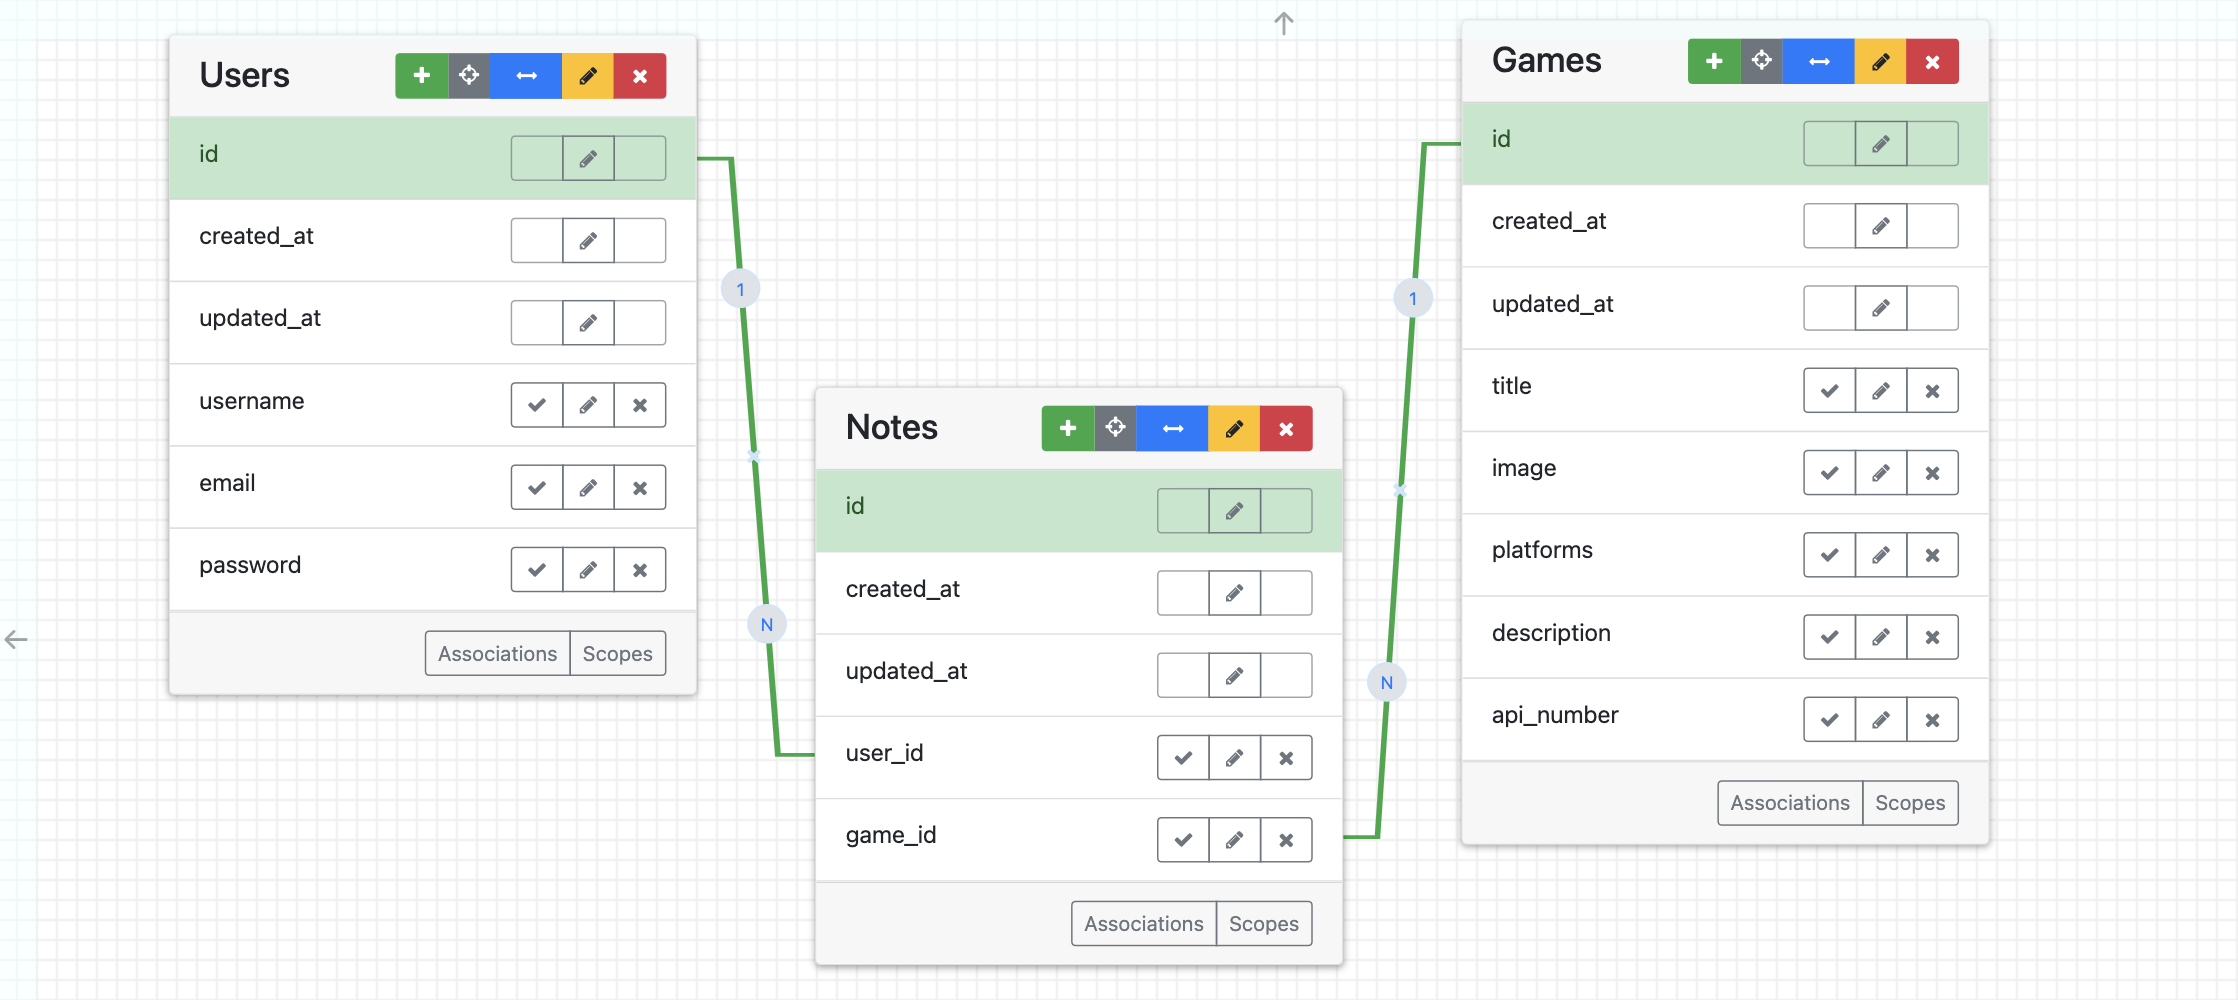 Users
id
created_at
updated_at
username
email
password
Associations Scopes
1
N
Notes
id
created_at
updated_at
user_id
game_id
Associations Scopes
1
N
Games
id
created_at
updated_at
title
image
platforms
description
api_number
Associations Scopes